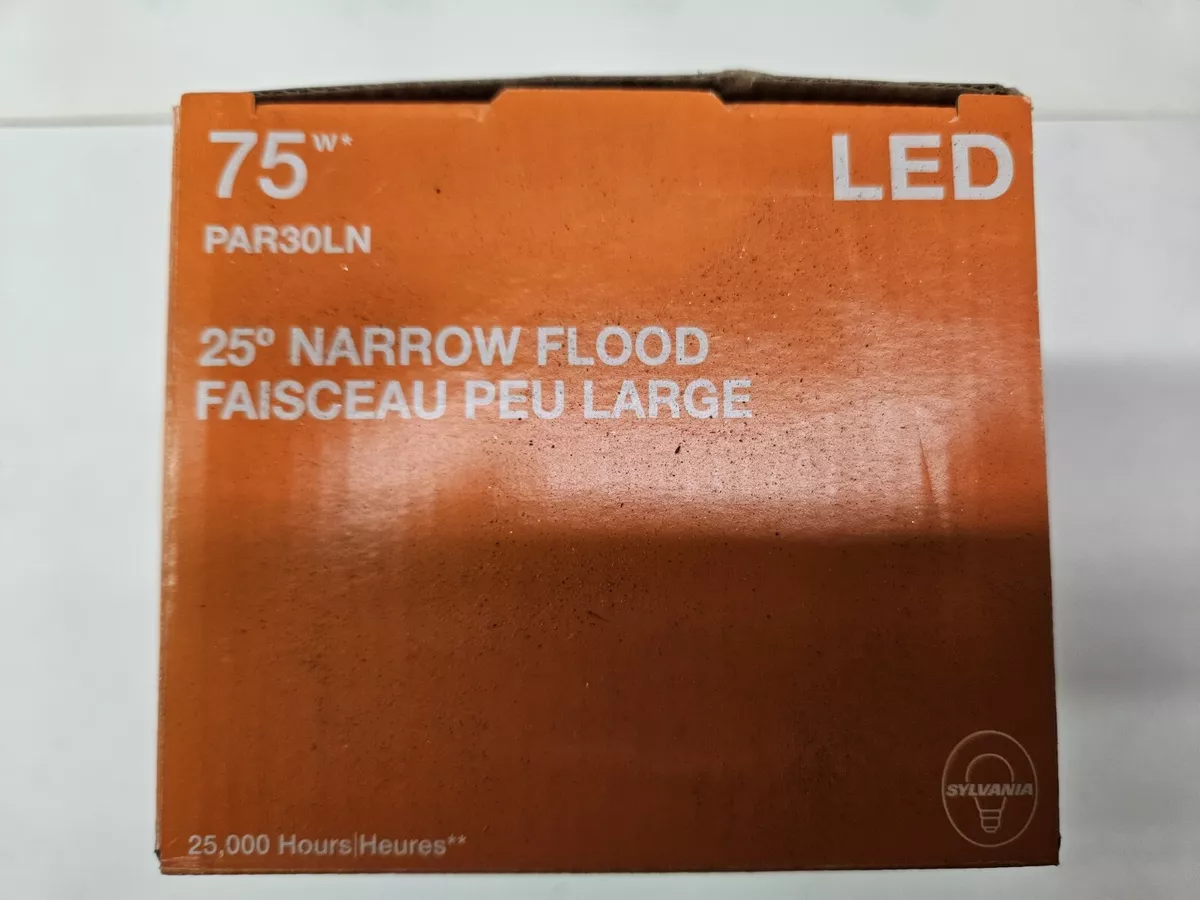 75W*
LED
PAR30LN
25º NARROW FLOOD
FAISCEAU PEU LARGE
SYLVANIA
25,000 Hours|Heures**